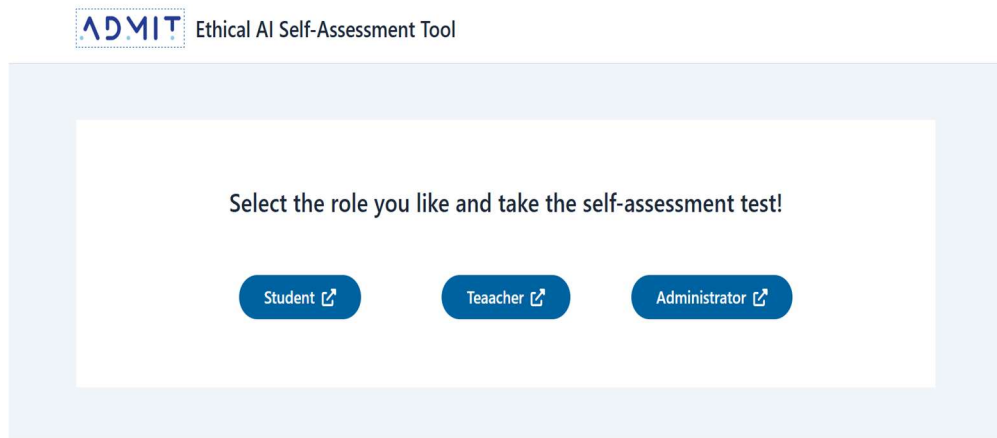 ADMIT Ethical AI Self-Assessment Tool
Select the role you like and take the self-assessment test!
Student Teaacher Administrator